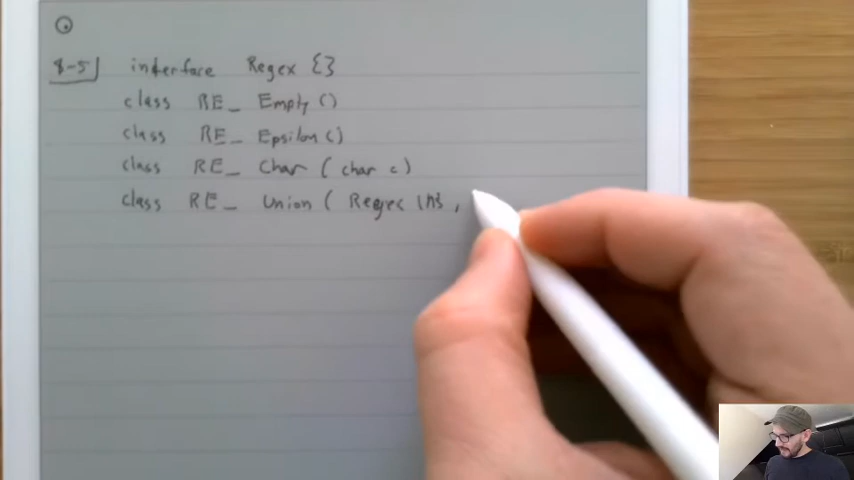 8-5 interface Regex {}
class RE_ Empty ()
class RE_ Epsilon ()
class RE_ Char ( char c )
class RE_ Union ( Regex lhs ,